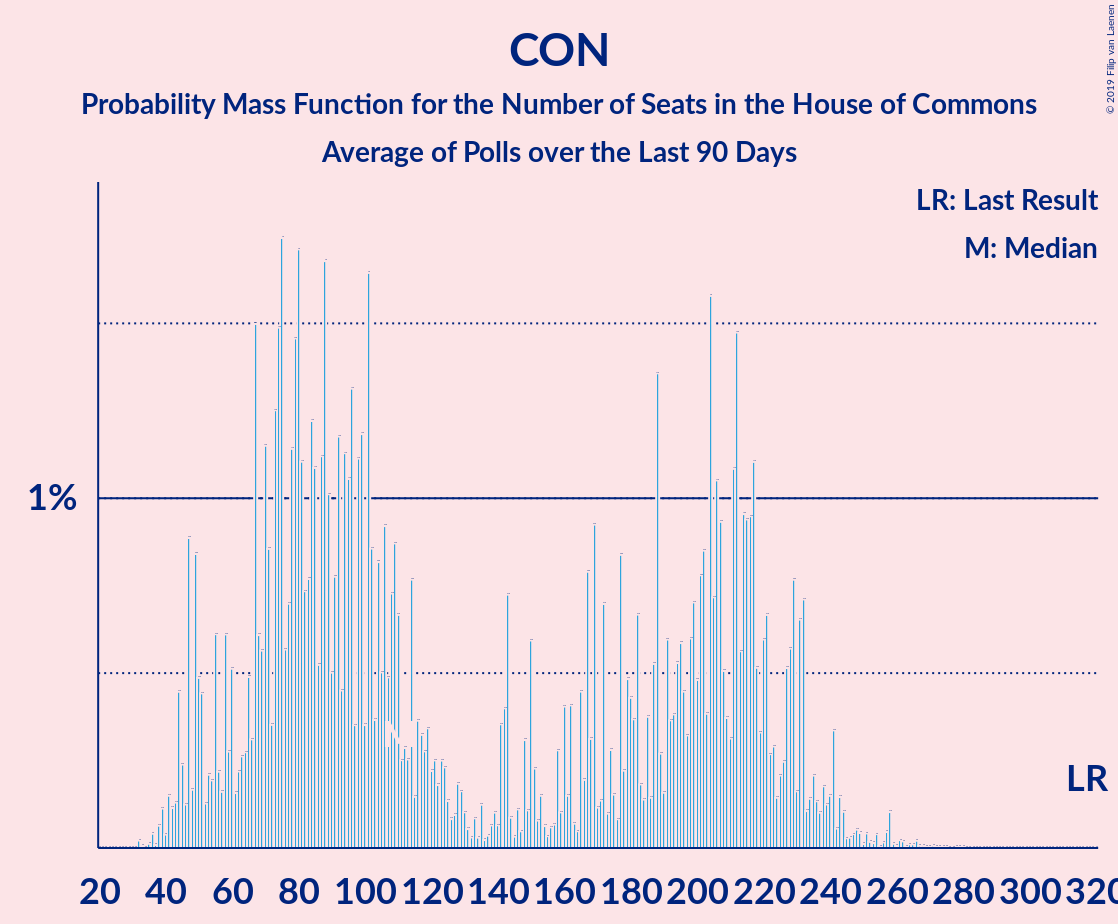 CON
Probability Mass Function for the Number of Seats in the House of Commons
Average of Polls over the Last 90 Days
© 2019 Filip van Laenen
LR: Last Result
M: Median
1%
LR
20 40 60 80 100 120 140 160 180 200 220 240 260 280 300 320